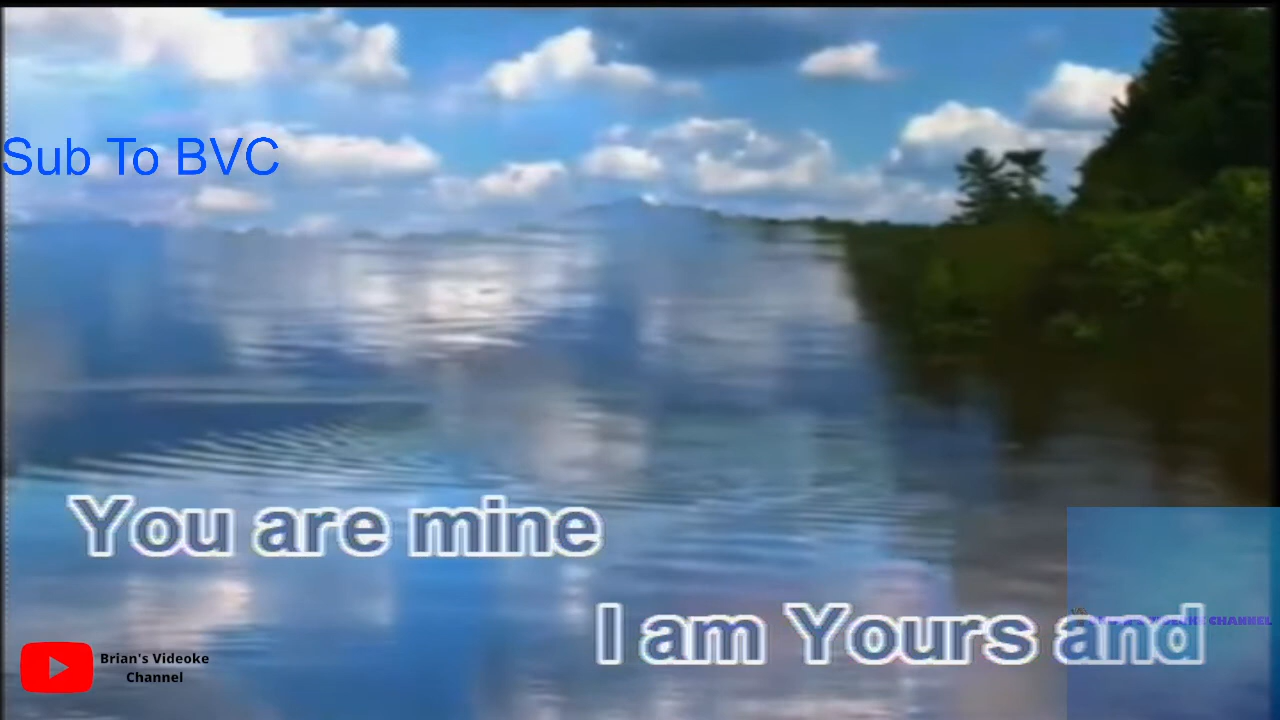 Sub To BVC
You are mine
I am Yours and
Brian's Videoke
Channel